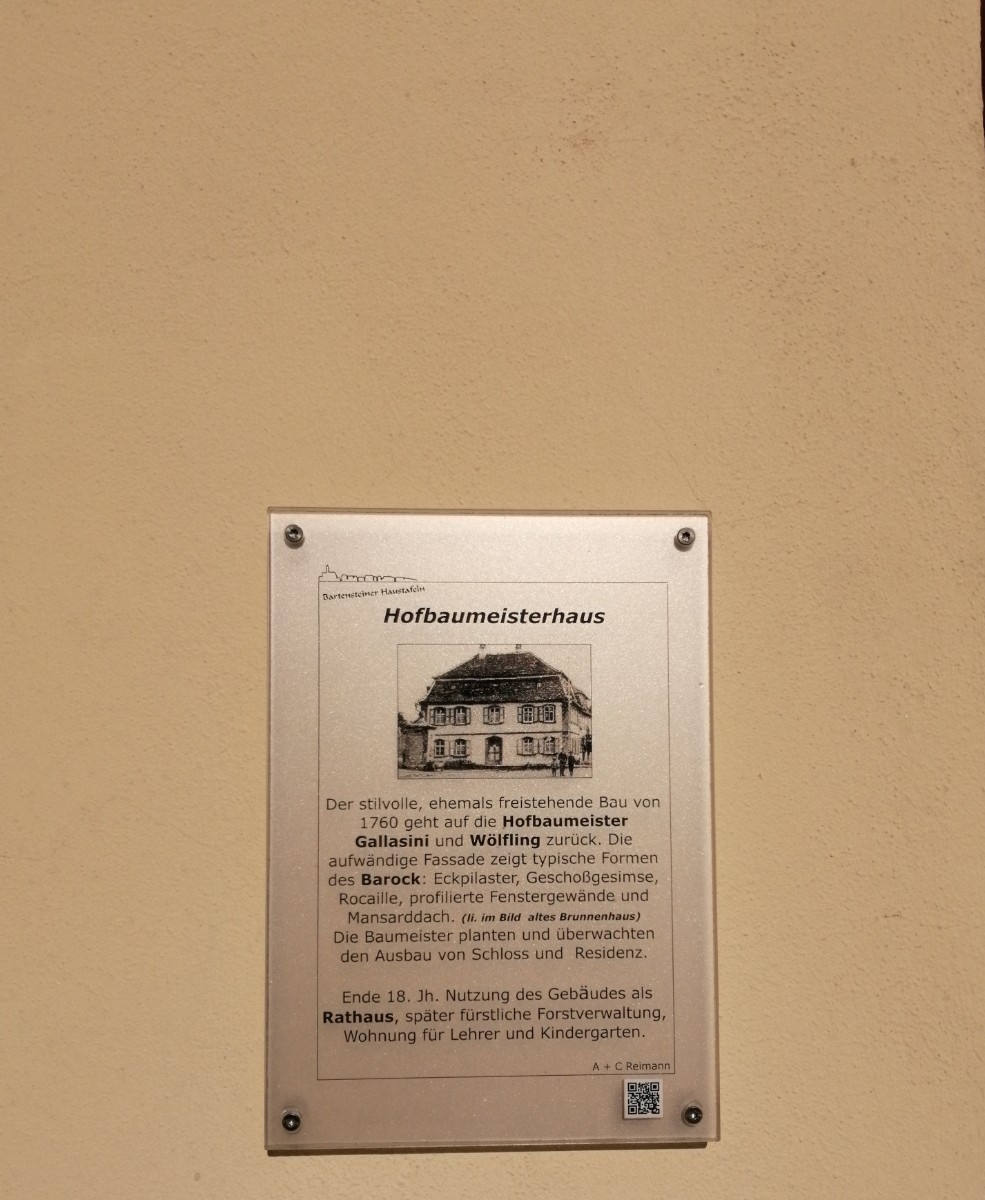 Bartensteiner Haustafeln
Hofbaumeisterhaus
Der stilvolle, ehemals freistehende Bau von
1760 geht auf die Hofbaumeister
Gallasini und Wölfling zurück. Die
aufwändige Fassade zeigt typische Formen
des Barock: Eckpilaster, Geschoßgesimse,
Rocaille, profilierte Fenstergewände und
Mansarddach. (li. im Bild altes Brunnenhaus)
Die Baumeister planten und überwachten
den Ausbau von Schloss und Residenz.
Ende 18. Jh. Nutzung des Gebäudes als
Rathaus, später fürstliche Forstverwaltung,
Wohnung für Lehrer und Kindergarten.
A + C Reimann